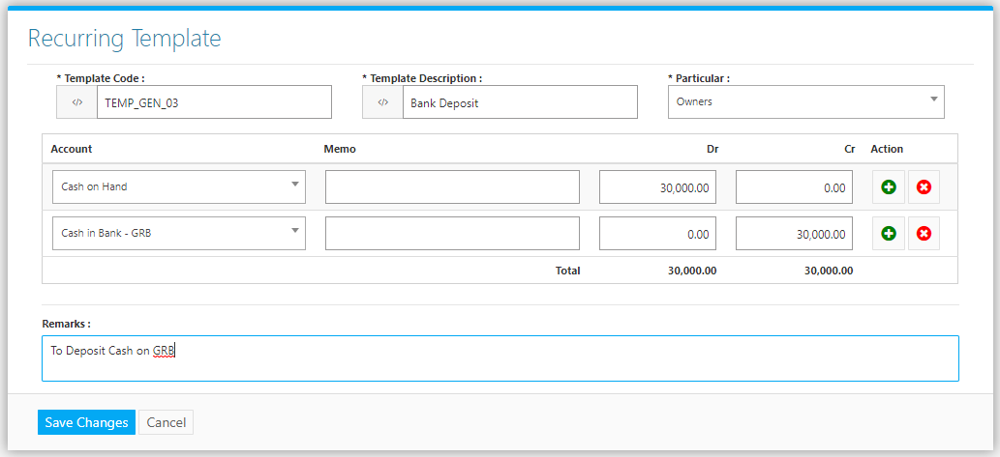 Recurring Template
* Template Code : * Template Description : * Particular :
</> TEMP_GEN_03 </> Bank Deposit Owners
Account Memo Dr Cr Action
Cash on Hand 30,000.00 0.00
Cash in Bank - GRB 0.00 30,000.00
Total 30,000.00 30,000.00
Remarks :
To Deposit Cash on GRB
Save Changes Cancel